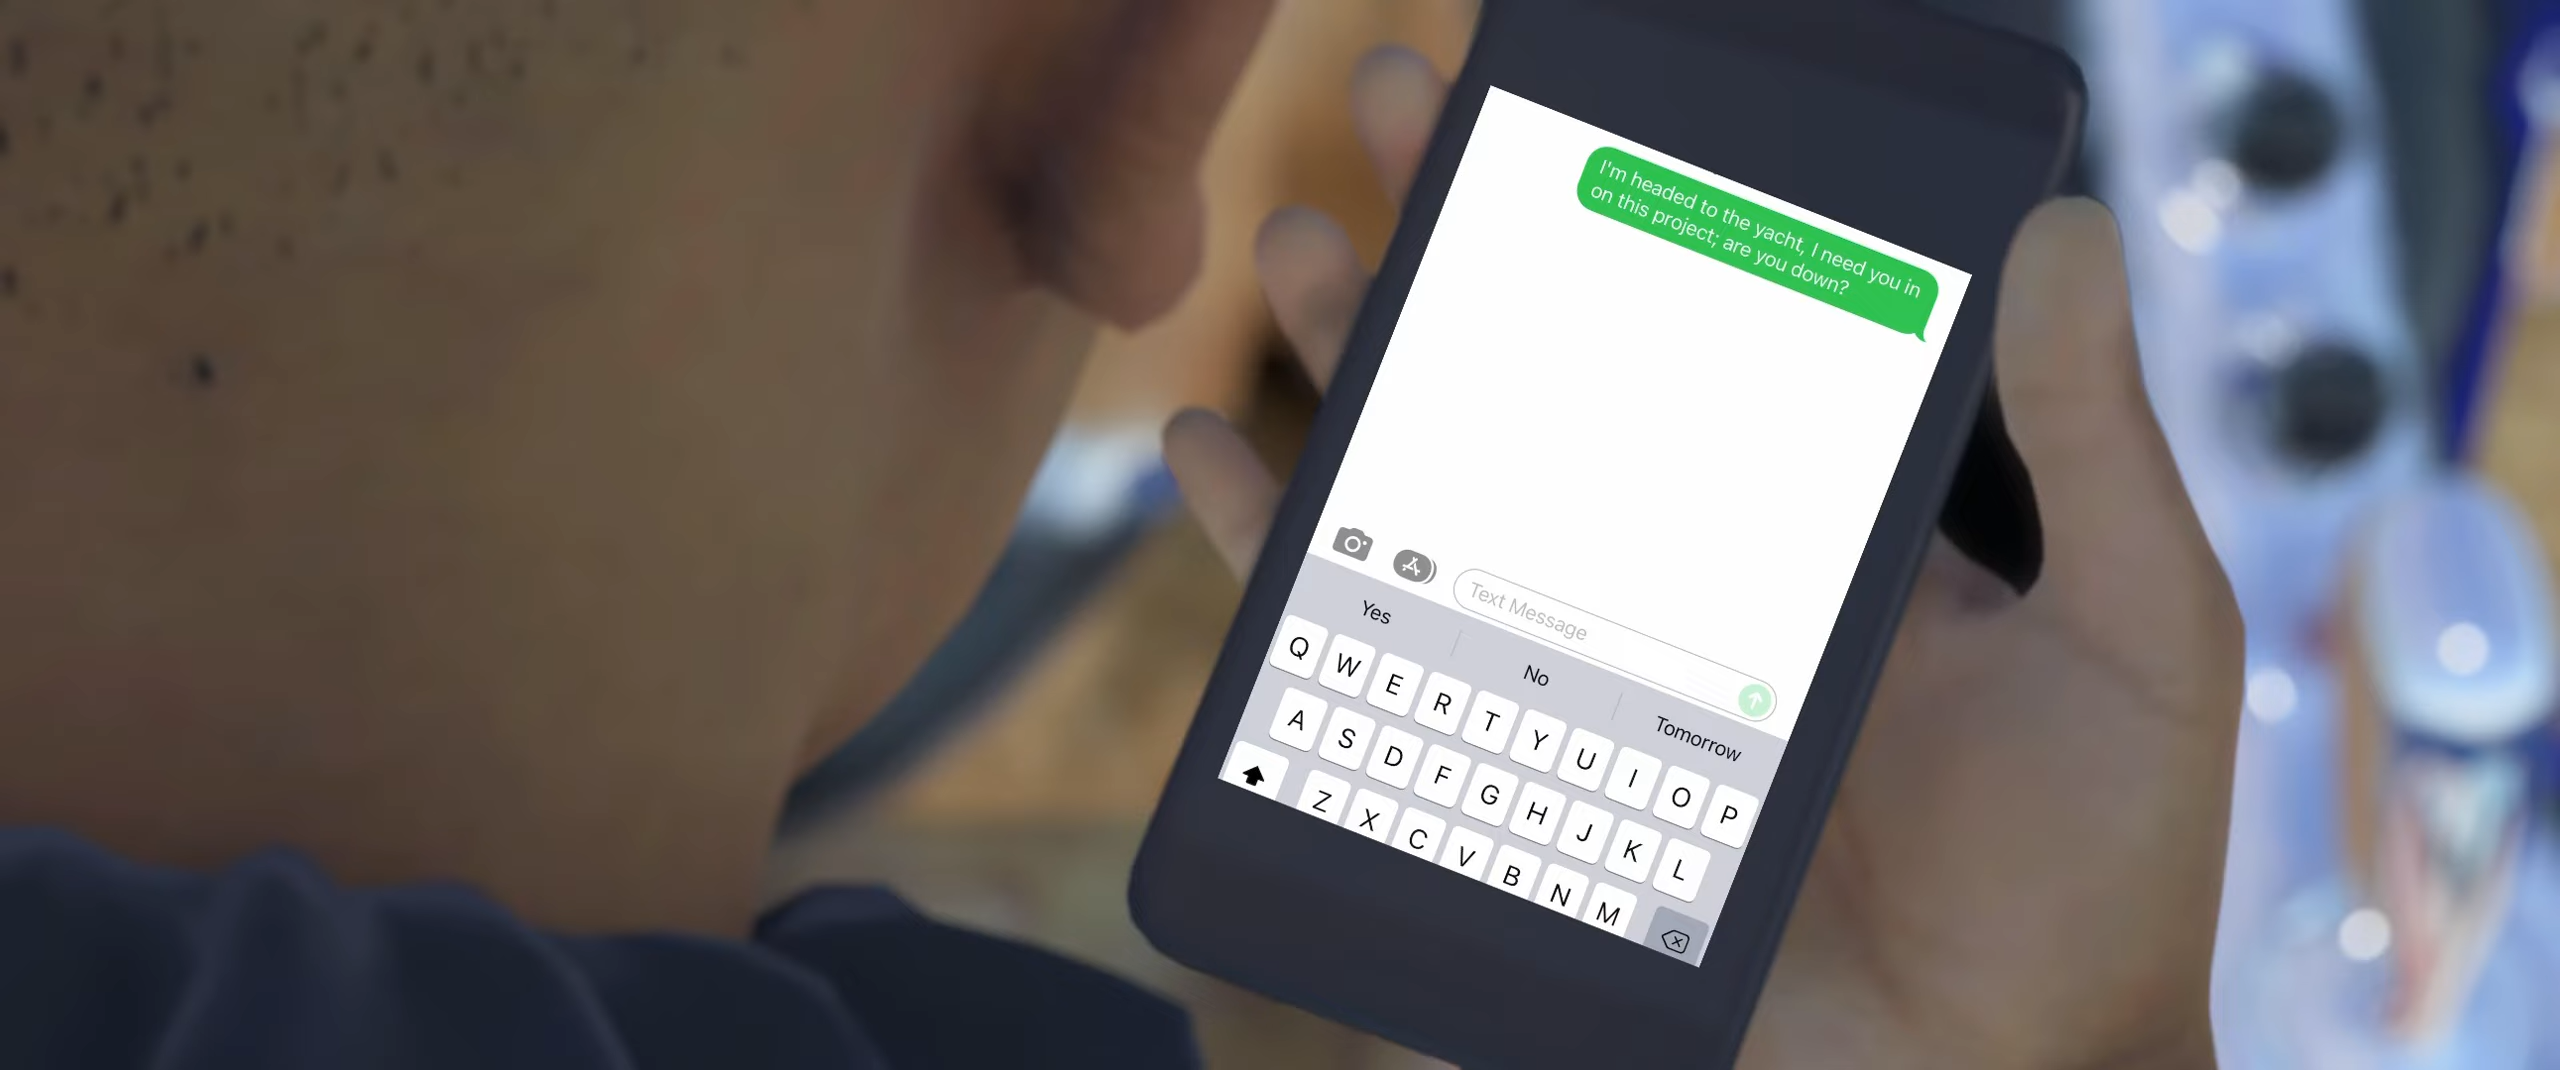 I'm headed to the yacht, I need you in
on this project; are you down?
Text Message
Yes
No
Tomorrow
Q W E R T Y U I O P
A S D F G H J K L
Z X C V B N M